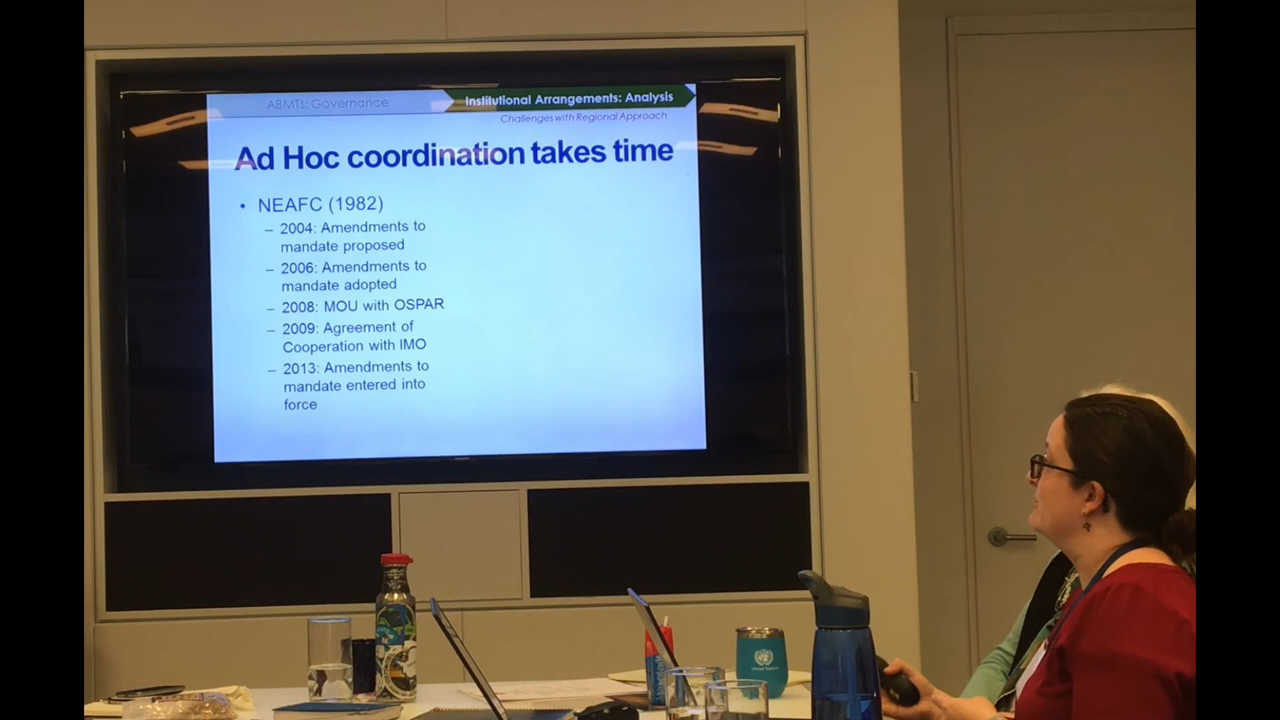 ABMTs: Governance
Institutional Arrangements: Analysis
Challenges with Regional Approach
Ad Hoc coordination takes time
• NEAFC (1982)
– 2004: Amendments to
mandate proposed
– 2006: Amendments to
mandate adopted
– 2008: MOU with OSPAR
– 2009: Agreement of
Cooperation with IMO
– 2013: Amendments to
mandate entered into
force
United Nations